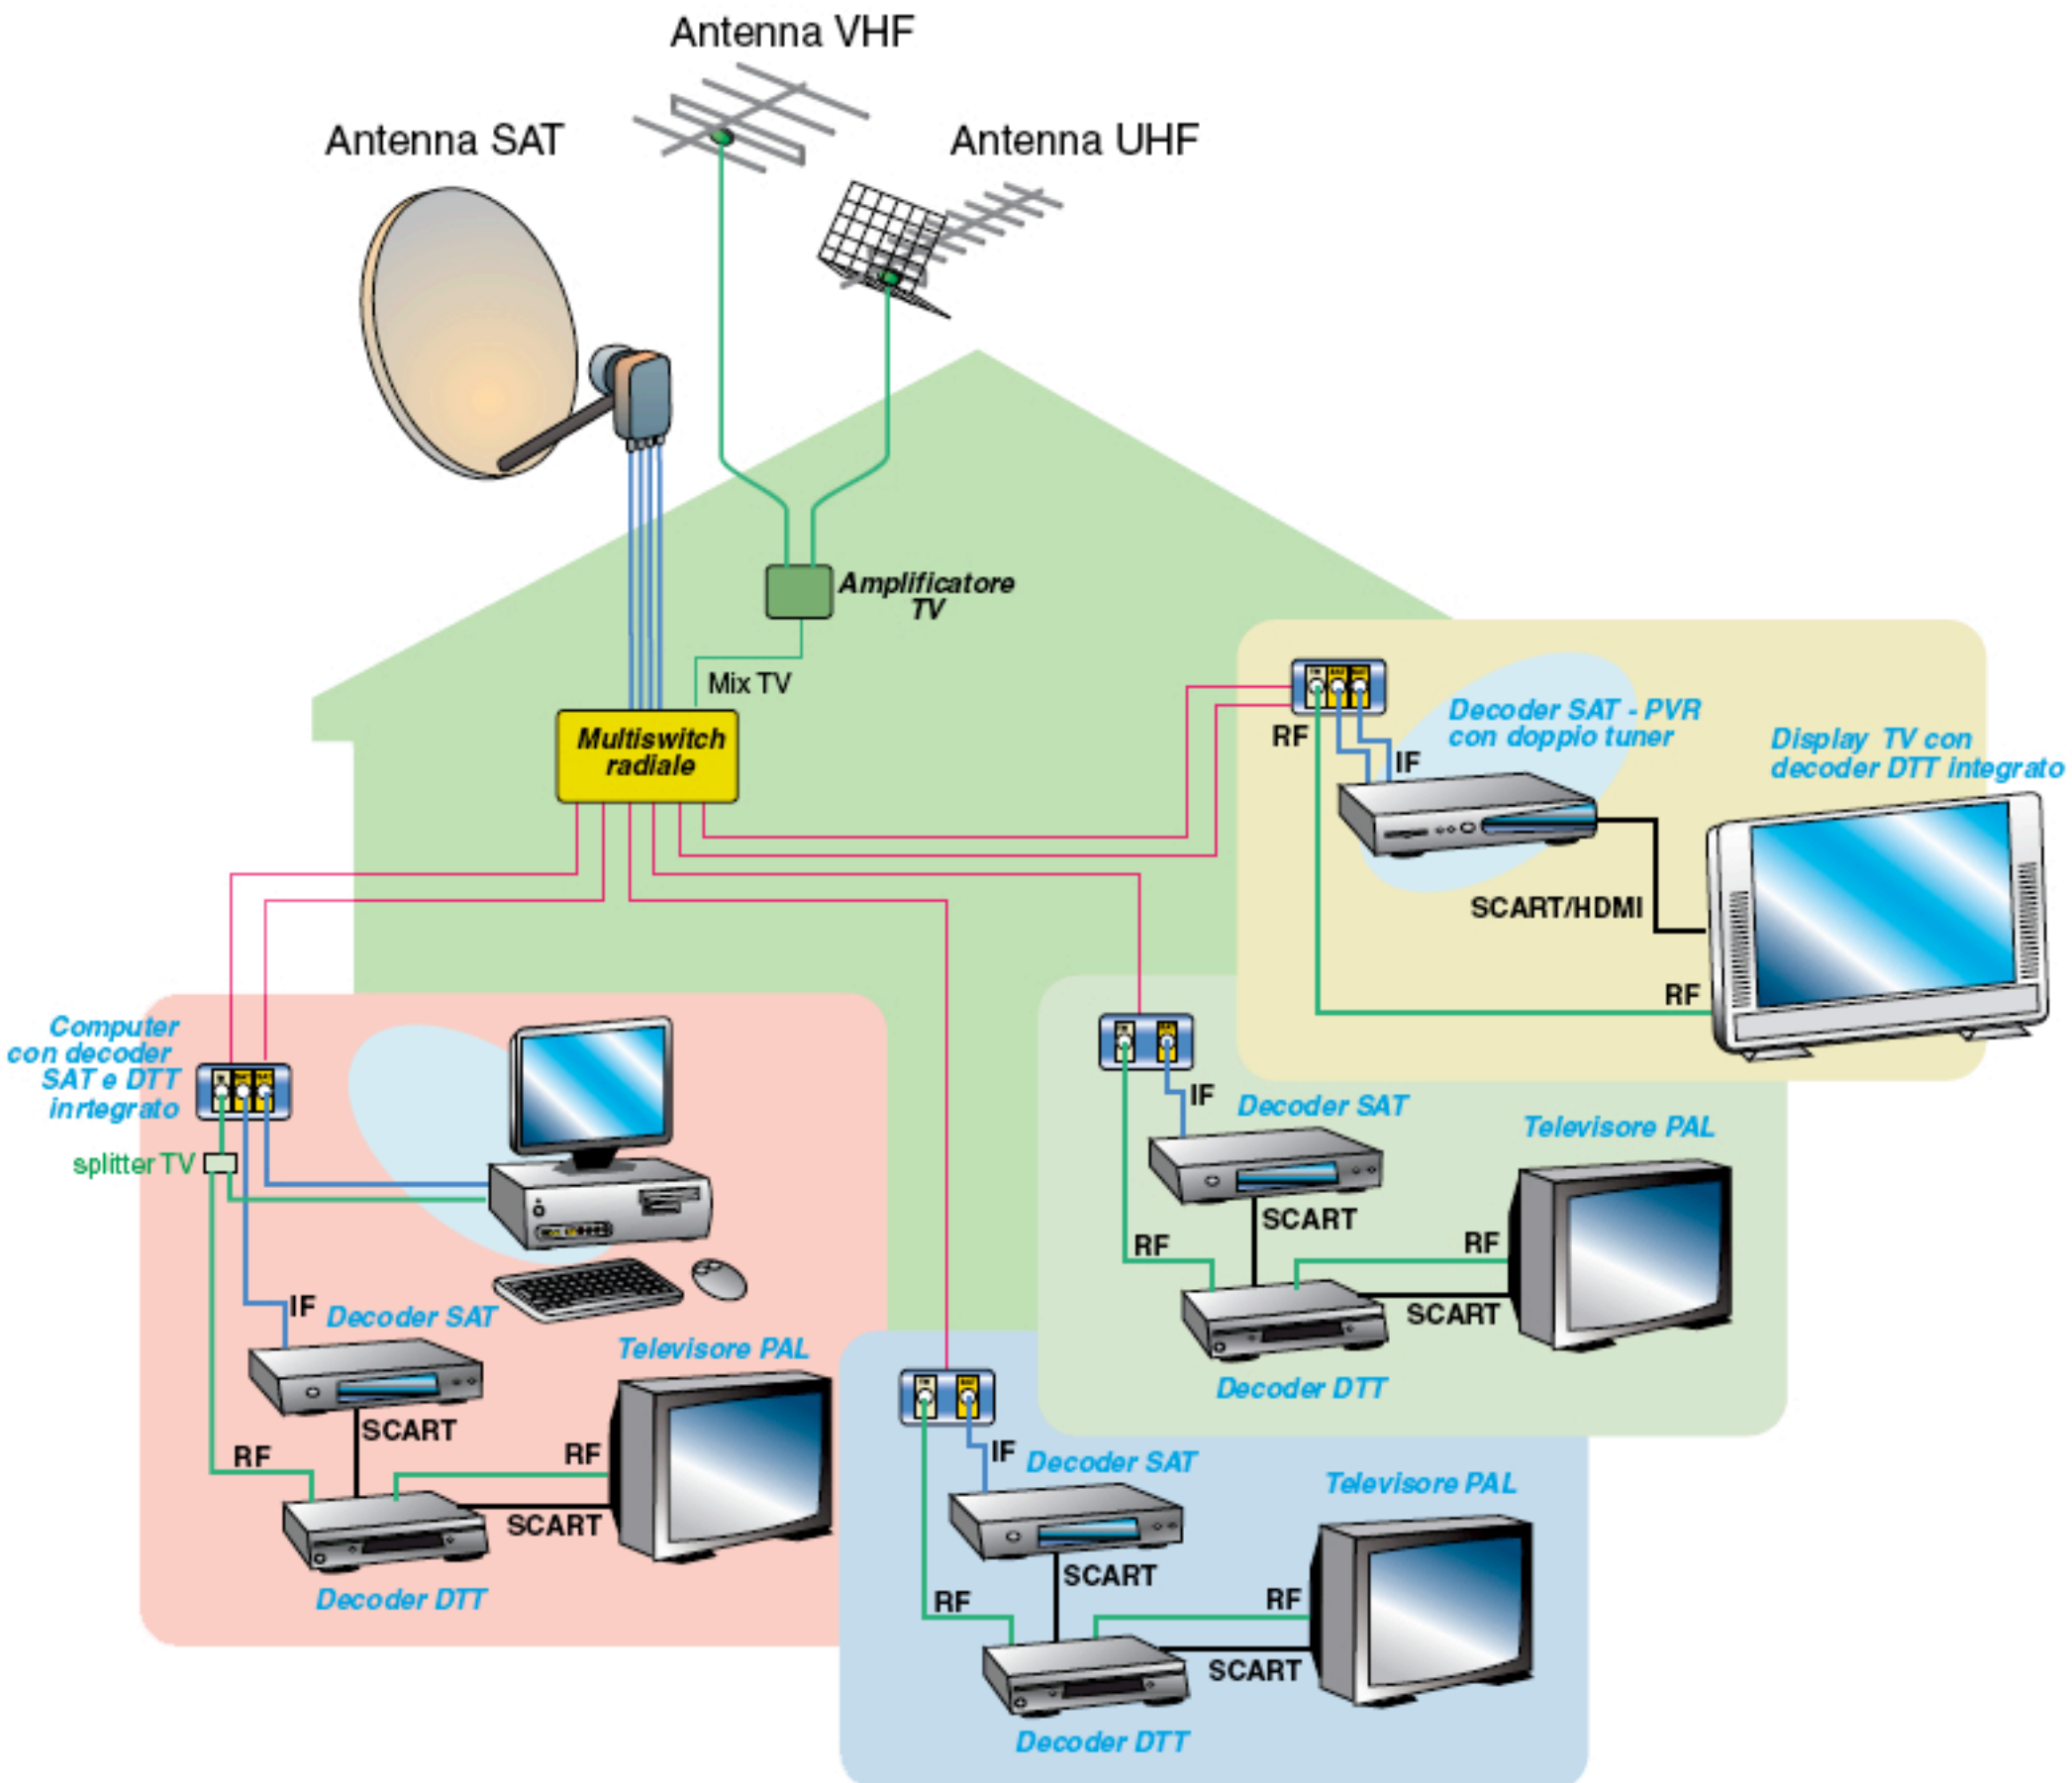 Antenna VHF
Antenna SAT
Antenna UHF
Amplificatore
TV
Mix TV
Multiswitch
radiale
RF
IF
Decoder SAT - PVR
con doppio tuner
Display TV con
decoder DTT integrato
SCART/HDMI
RF
Computer
con decoder
SAT e DTT
inrtegrato
splitter TV
IF
Decoder SAT
Televisore PAL
SCART
RF
RF
SCART
Decoder DTT
IF
Decoder SAT
Televisore PAL
SCART
RF
RF
SCART
Decoder DTT
IF
Decoder SAT
Televisore PAL
SCART
RF
RF
SCART
Decoder DTT